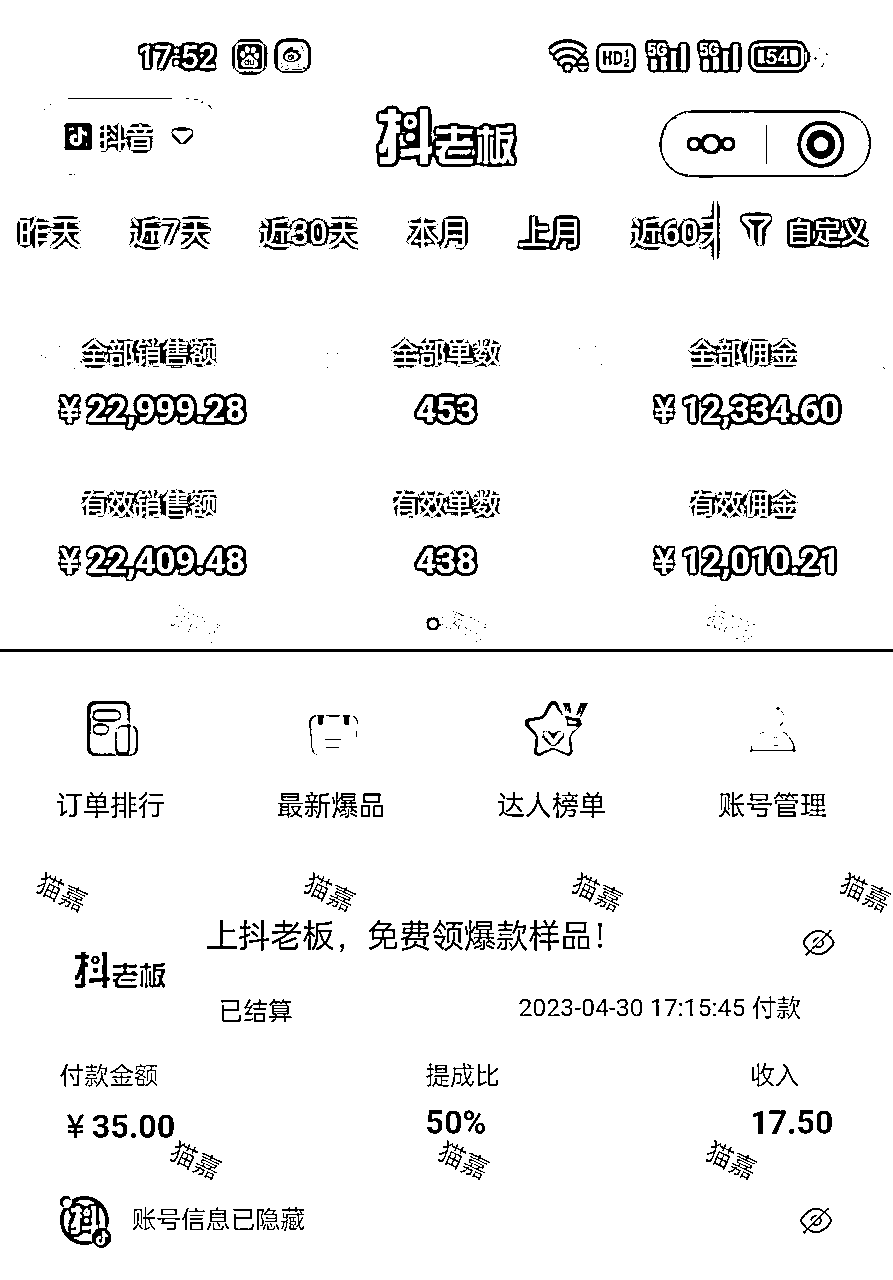 17:52 HD 5G 5G 54
抖音 抖老板
昨天 近7天 近30天 本月 上月 近60天 自定义
全部销售额 全部单数 全部佣金
¥22,999.28 453 ¥12,334.60
有效销售额 有效单数 有效佣金
¥22,409.48 438 ¥12,010.21
订单排行 最新爆品 达人榜单 账号管理
猫嘉 猫嘉 猫嘉 猫嘉
上抖老板，免费领爆款样品!
抖老板
已结算 2023-04-30 17:15:45 付款
付款金额 提成比 收入
¥35.00 50% 17.50
猫嘉 猫嘉 猫嘉
账号信息已隐藏